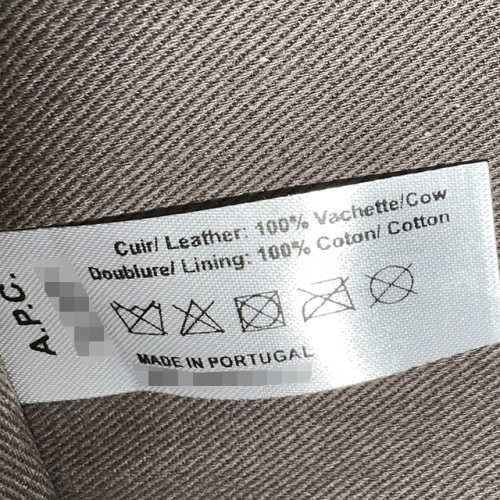 Cuir/ Leather: 100% Vachette/Cow
Doublure/ Lining: 100% Coton/ Cotton
MADE IN PORTUGAL
A.P.C.